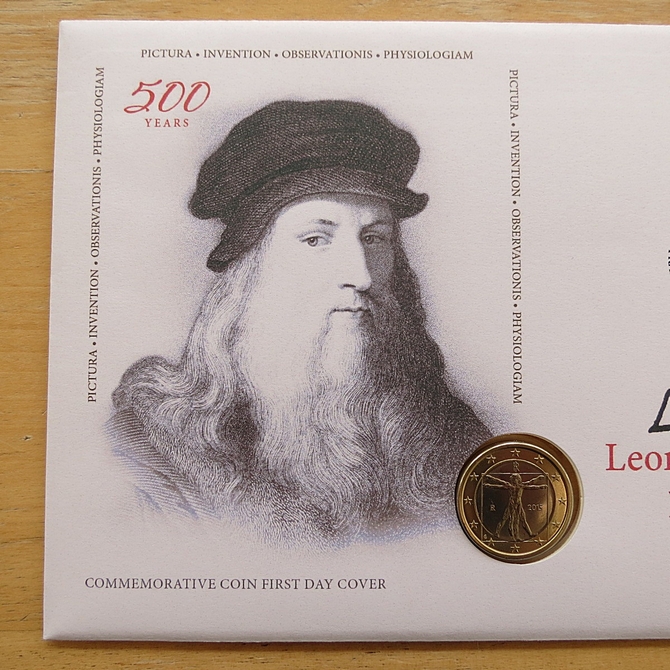 PICTURA • INVENTION • OBSERVATIONIS • PHYSIOLOGIAM
500
YEARS
PICTURA • INVENTION • OBSERVATIONIS • PHYSIOLOGIAM
PICTURA • INVENTION • OBSERVATIONIS • PHYSIOLOGIAM
Leon
R
COMMEMORATIVE COIN FIRST DAY COVER